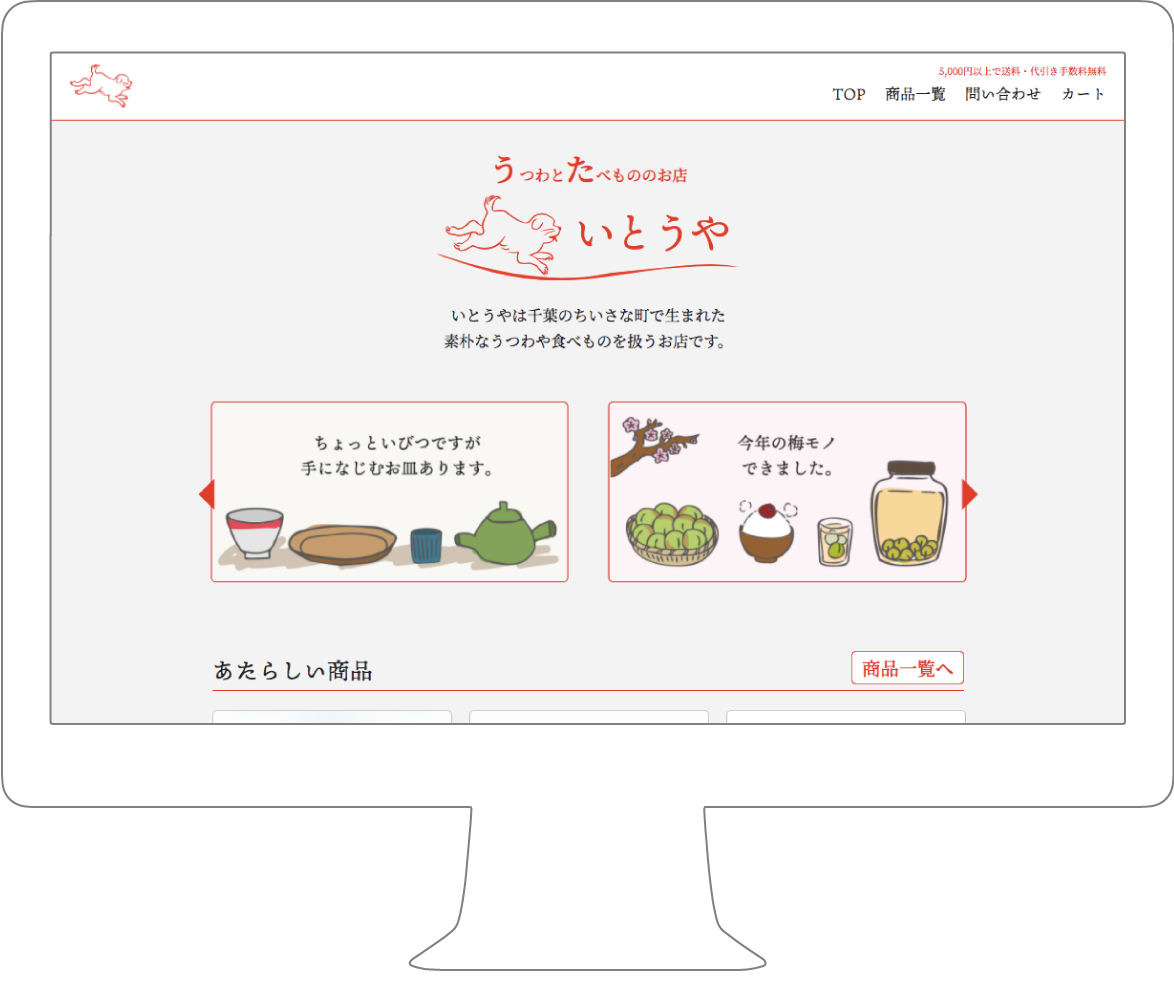 5,000円以上で送料・代引き手数料無料
TOP 商品一覧 問い合わせ カート
うつわとたべもののお店
いとうや
いとうやは千葉のちいさな町で生まれた
素朴なうつわや食べものを扱うお店です。
ちょっといびつですが
手になじむお皿あります。
今年の梅モノ
できました。
あたらしい商品
商品一覧へ